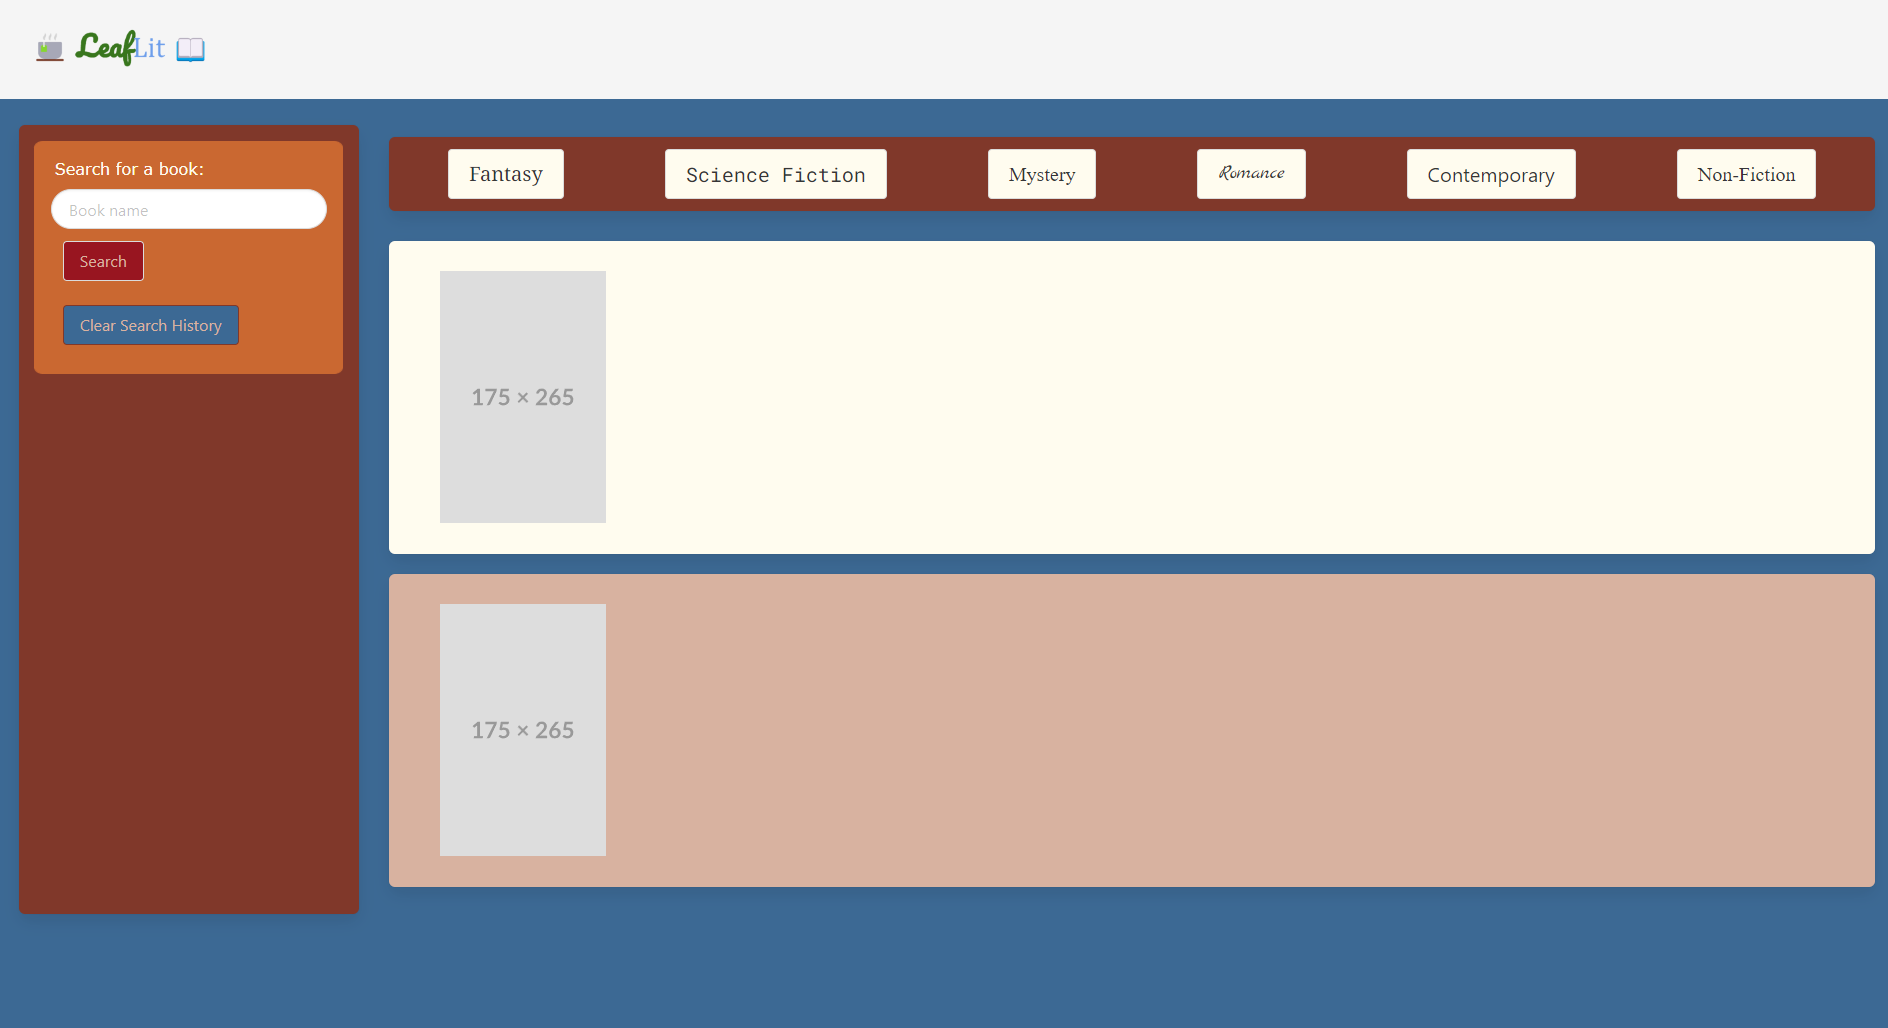 LeafLit
Search for a book:
Book name
Search
Clear Search History
Fantasy
Science Fiction
Mystery
Romance
Contemporary
Non-Fiction
175 × 265
175 × 265